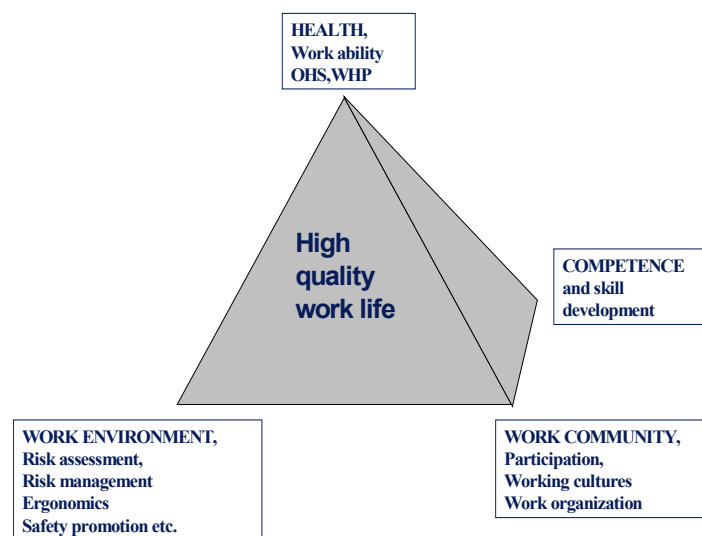 HEALTH,
Work ability
OHS,WHP
High
quality
work life
COMPETENCE
and skill
development
WORK ENVIRONMENT,
Risk assessment,
Risk management
Ergonomics
Safety promotion etc.
WORK COMMUNITY,
Participation,
Working cultures
Work organization